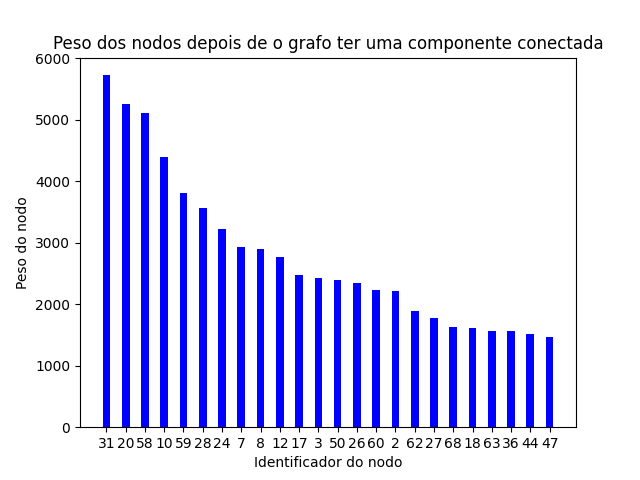 Peso dos nodos depois de o grafo ter uma componente conectada
6000
5000
4000
3000
2000
1000
0
Peso do nodo
31 20 58 10 59 28 24 7 8 12 17 3 50 26 60 2 62 27 68 18 63 36 44 47
Identificador do nodo